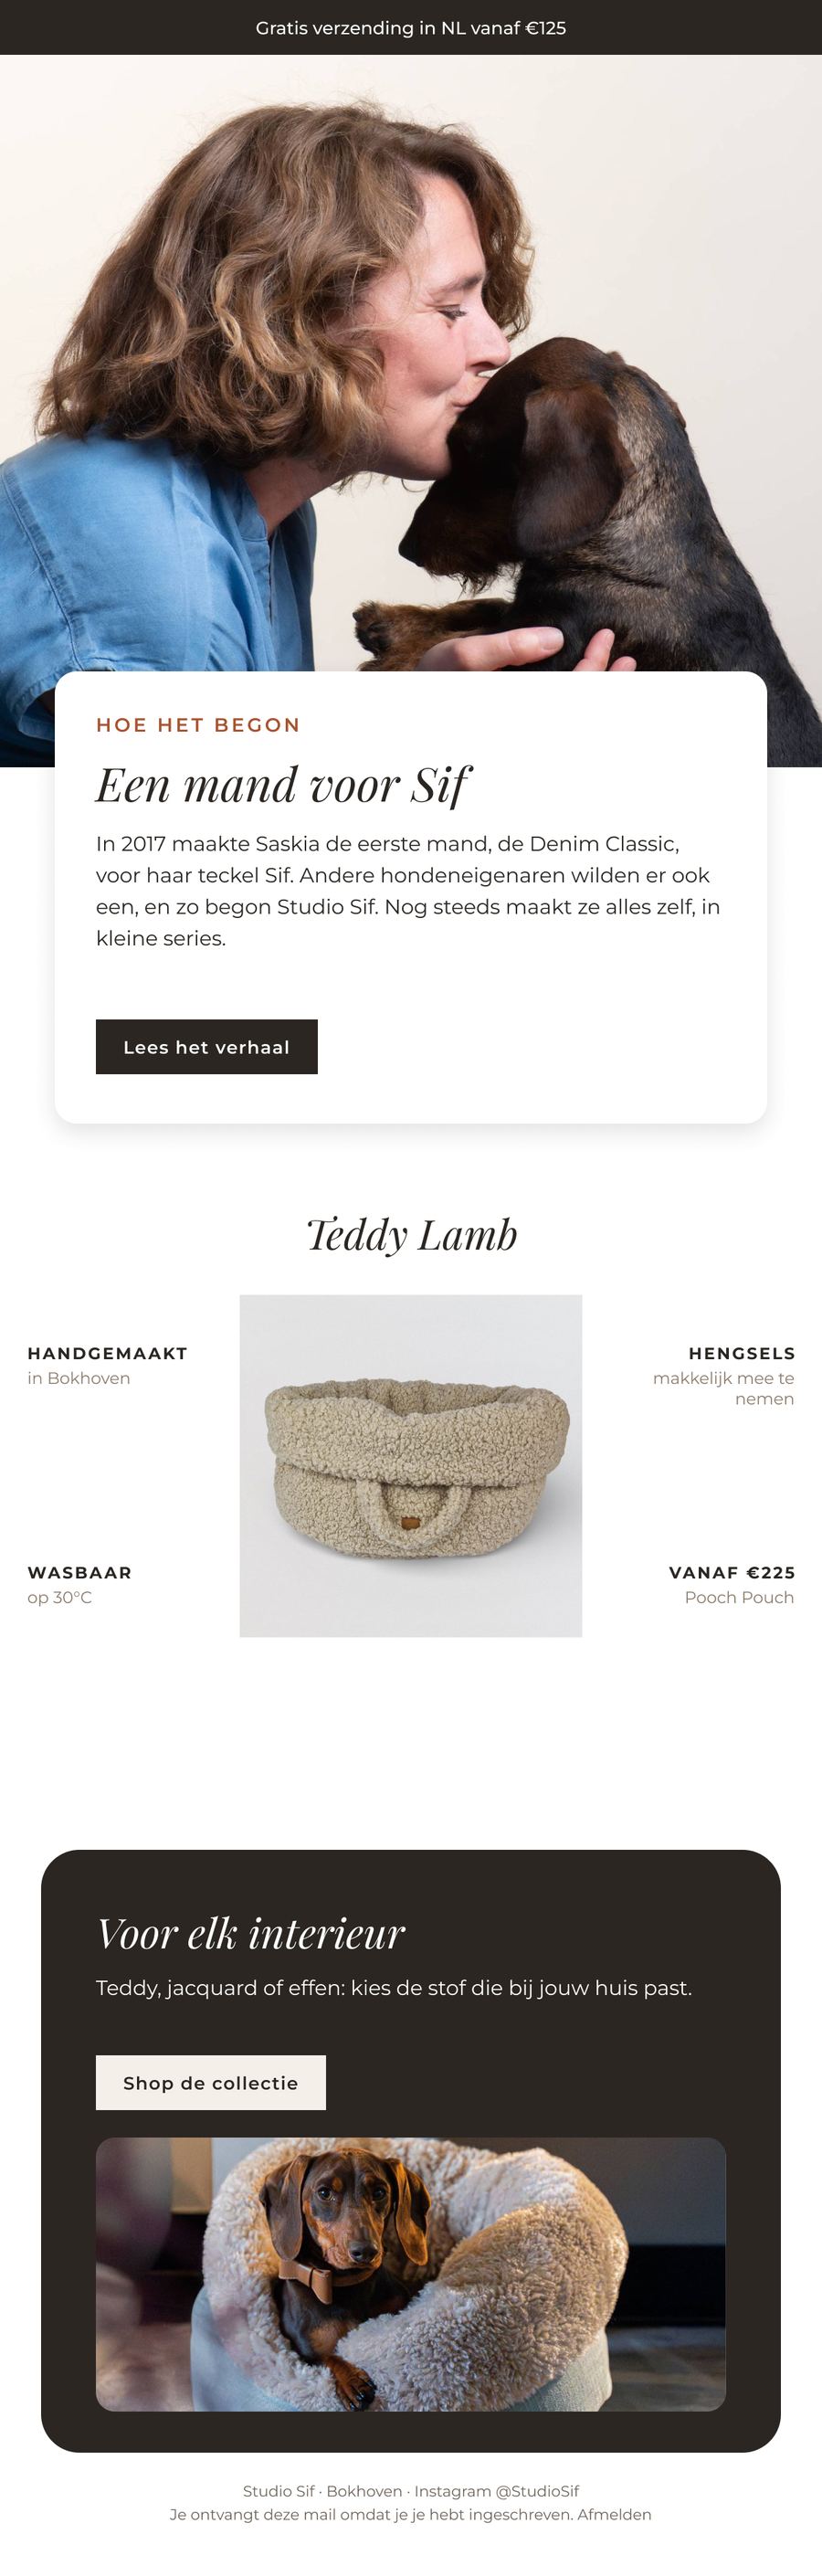 Gratis verzending in NL vanaf €125
HOE HET BEGON
Een mand voor Sif
In 2017 maakte Saskia de eerste mand, de Denim Classic,
voor haar teckel Sif. Andere hondeneigenaren wilden er ook
een, en zo begon Studio Sif. Nog steeds maakt ze alles zelf, in
kleine series.
Lees het verhaal
Teddy Lamb
HANDGEMAAKT
in Bokhoven
HENGSELS
makkelijk mee te
nemen
WASBAAR
op 30°C
VANAF €225
Pooch Pouch
Voor elk interieur
Teddy, jacquard of effen: kies de stof die bij jouw huis past.
Shop de collectie
Studio Sif · Bokhoven · Instagram @StudioSif
Je ontvangt deze mail omdat je je hebt ingeschreven. Afmelden